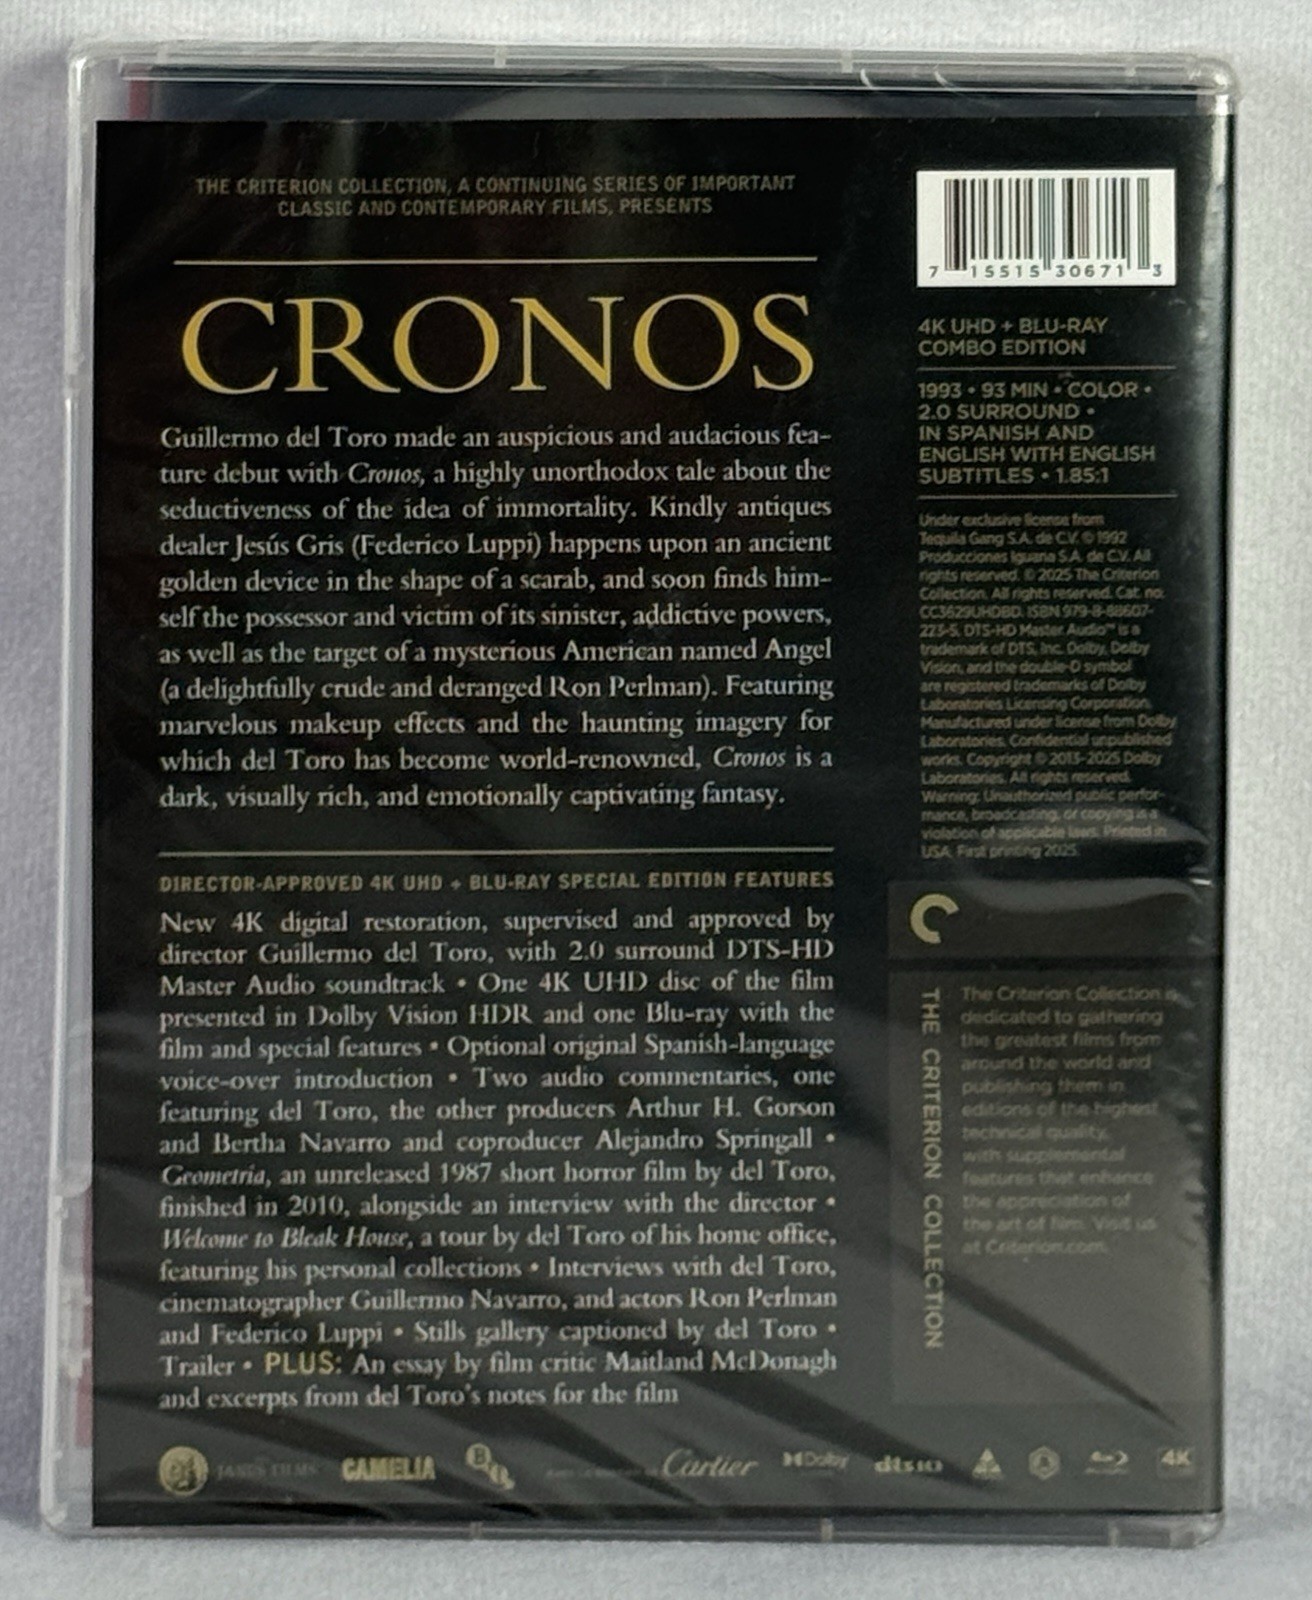 THE CRITERION COLLECTION, A CONTINUING SERIES OF IMPORTANT
CLASSIC AND CONTEMPORARY FILMS, PRESENTS
CRONOS
Guillermo del Toro made an auspicious and audacious fea-
ture debut with Cronos, a highly unorthodox tale about the
seductiveness of the idea of immortality. Kindly antiques
dealer Jesús Gris (Federico Luppi) happens upon an ancient
golden device in the shape of a scarab, and soon finds him-
self the possessor and victim of its sinister, addictive powers,
as well as the target of a mysterious American named Angel
(a delightfully crude and deranged Ron Perlman). Featuring
marvelous makeup effects and the haunting imagery for
which del Toro has become world-renowned, Cronos is a
dark, visually rich, and emotionally captivating fantasy.
DIRECTOR-APPROVED 4K UHD + BLU-RAY SPECIAL EDITION FEATURES
New 4K digital restoration, supervised and approved by
director Guillermo del Toro, with 2.0 surround DTS-HD
Master Audio soundtrack • One 4K UHD disc of the film
presented in Dolby Vision HDR and one Blu-ray with the
film and special features • Optional original Spanish-language
voice-over introduction • Two audio commentaries, one
featuring del Toro, the other producers Arthur H. Gorson
and Bertha Navarro and coproducer Alejandro Springall •
Geometria, an unreleased 1987 short horror film by del Toro,
finished in 2010, alongside an interview with the director •
Welcome to Bleak House, a tour by del Toro of his home office,
featuring his personal collections • Interviews with del Toro,
cinematographer Guillermo Navarro, and actors Ron Perlman
and Federico Luppi • Stills gallery captioned by del Toro •
Trailer • PLUS: An essay by film critic Maitland McDonagh
and excerpts from del Toro's notes for the film
7 15515 30671 3
4K UHD + BLU-RAY
COMBO EDITION
1993 • 93 MIN • COLOR •
2.0 SURROUND •
IN SPANISH AND
ENGLISH WITH ENGLISH
SUBTITLES • 1.85:1
Under exclusive license from
Tequila Gang S.A. de C.V. © 1992
Producciones Iguana S.A. de C.V. All
rights reserved. © 2025 The Criterion
Collection. All rights reserved. Cat. no.
CC3629UHDBD. ISBN 979-8-88607-
223-5. DTS-HD Master Audio™ is a
trademark of DTS, Inc. Dolby, Dolby
Vision, and the double-D symbol
are registered trademarks of Dolby
Laboratories Licensing Corporation.
Manufactured under license from Dolby
Laboratories. Confidential unpublished
works. Copyright © 2013–2025 Dolby
Laboratories. All rights reserved.
Warning: Unauthorized public perfor-
mance, broadcasting, or copying is a
violation of applicable laws. Printed in
USA. First printing 2025.
THE CRITERION COLLECTION
The Criterion Collection is
dedicated to gathering
the greatest films from
around the world and
publishing them in
editions of the highest
technical quality,
with supplemental
features that enhance
the appreciation of
the art of film. Visit us
at Criterion.com.
JANUS FILMS CAMELIA Cartier Dolby dts HD 4K